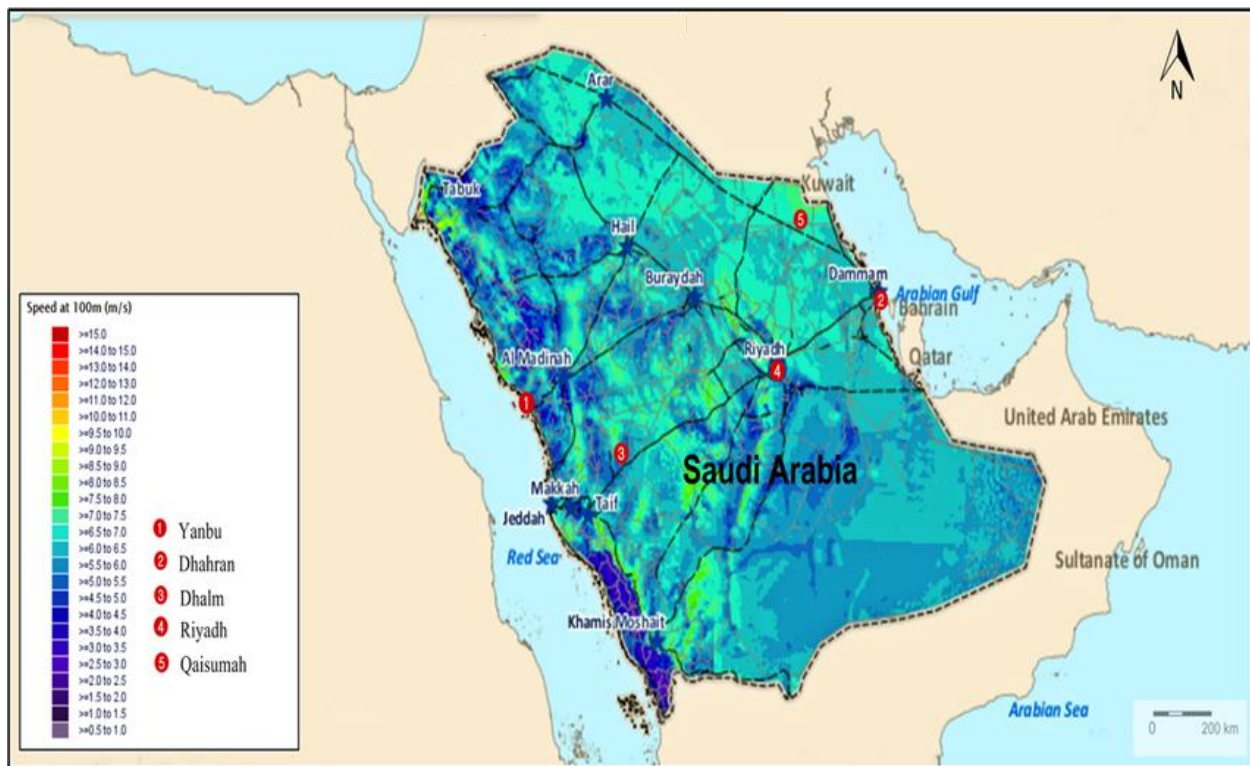 N
Arar
Kuwait
Tabuk
5
Hail
Buraydah
Dammam
2
Arabian Gulf
Bahrain
Riyadh
4
Qatar
Al Madinah
1
United Arab Emirates
3
Saudi Arabia
Makkah
Taif
Jeddah
Red Sea
Sultanate of Oman
Khamis Moshait
Arabian Sea
0 200 km
Speed at 100m (m/s)
>=15.0
>=14.0 to 15.0
>=13.0 to 14.0
>=12.0 to 13.0
>=11.0 to 12.0
>=10.0 to 11.0
>=9.5 to 10.0
>=9.0 to 9.5
>=8.5 to 9.0
>=8.0 to 8.5
>=7.5 to 8.0
>=7.0 to 7.5
>=6.5 to 7.0
>=6.0 to 6.5
>=5.5 to 6.0
>=5.0 to 5.5
>=4.5 to 5.0
>=4.0 to 4.5
>=3.5 to 4.0
>=3.0 to 3.5
>=2.5 to 3.0
>=2.0 to 2.5
>=1.5 to 2.0
>=1.0 to 1.5
>=0.5 to 1.0
1 Yanbu
2 Dhahran
3 Dhalm
4 Riyadh
5 Qaisumah